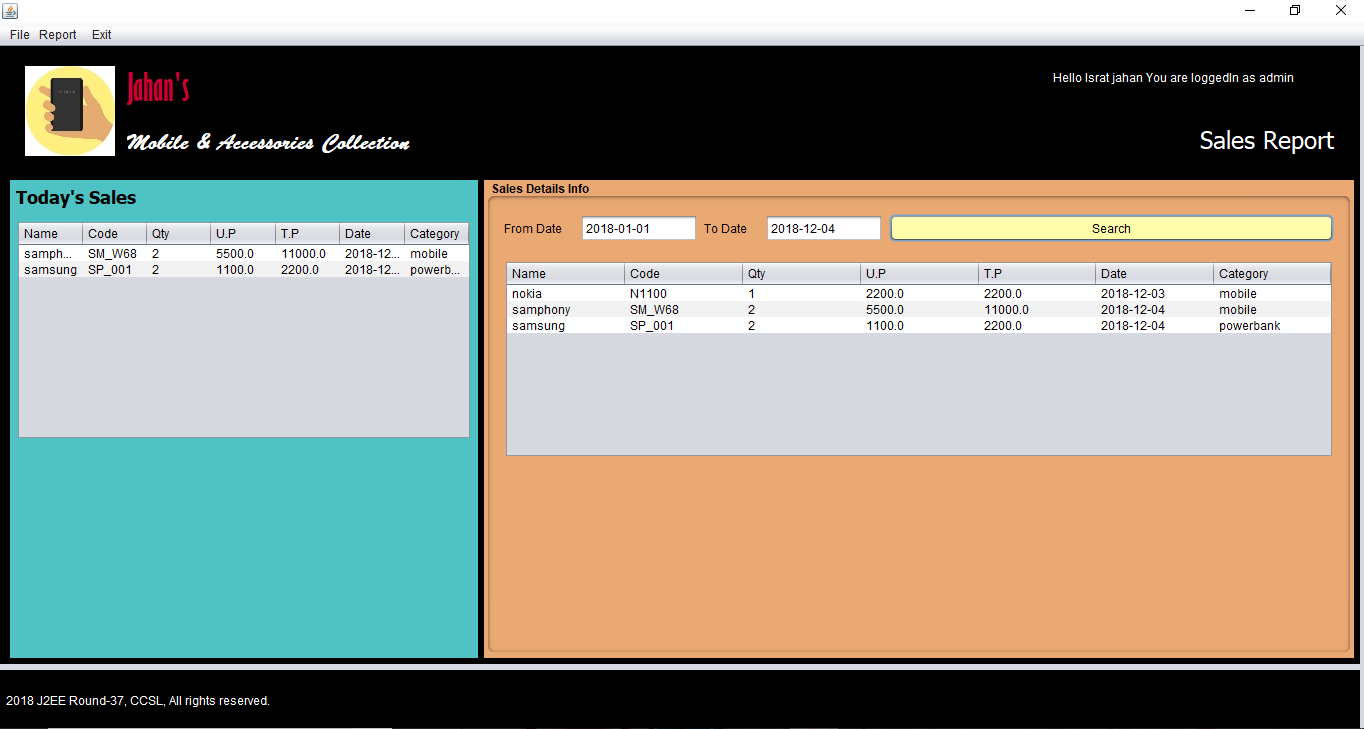 File Report Exit
Jahan's
Mobile & Accessories Collection
Hello Israt jahan You are loggedIn as admin
Sales Report
Today's Sales
Name Code Qty U.P T.P Date Category
samph... SM_W68 2 5500.0 11000.0 2018-12... mobile
samsung SP_001 2 1100.0 2200.0 2018-12... powerb...
Sales Details Info
From Date 2018-01-01 To Date 2018-12-04 Search
Name Code Qty U.P T.P Date Category
nokia N1100 1 2200.0 2200.0 2018-12-03 mobile
samphony SM_W68 2 5500.0 11000.0 2018-12-04 mobile
samsung SP_001 2 1100.0 2200.0 2018-12-04 powerbank
2018 J2EE Round-37, CCSL, All rights reserved.